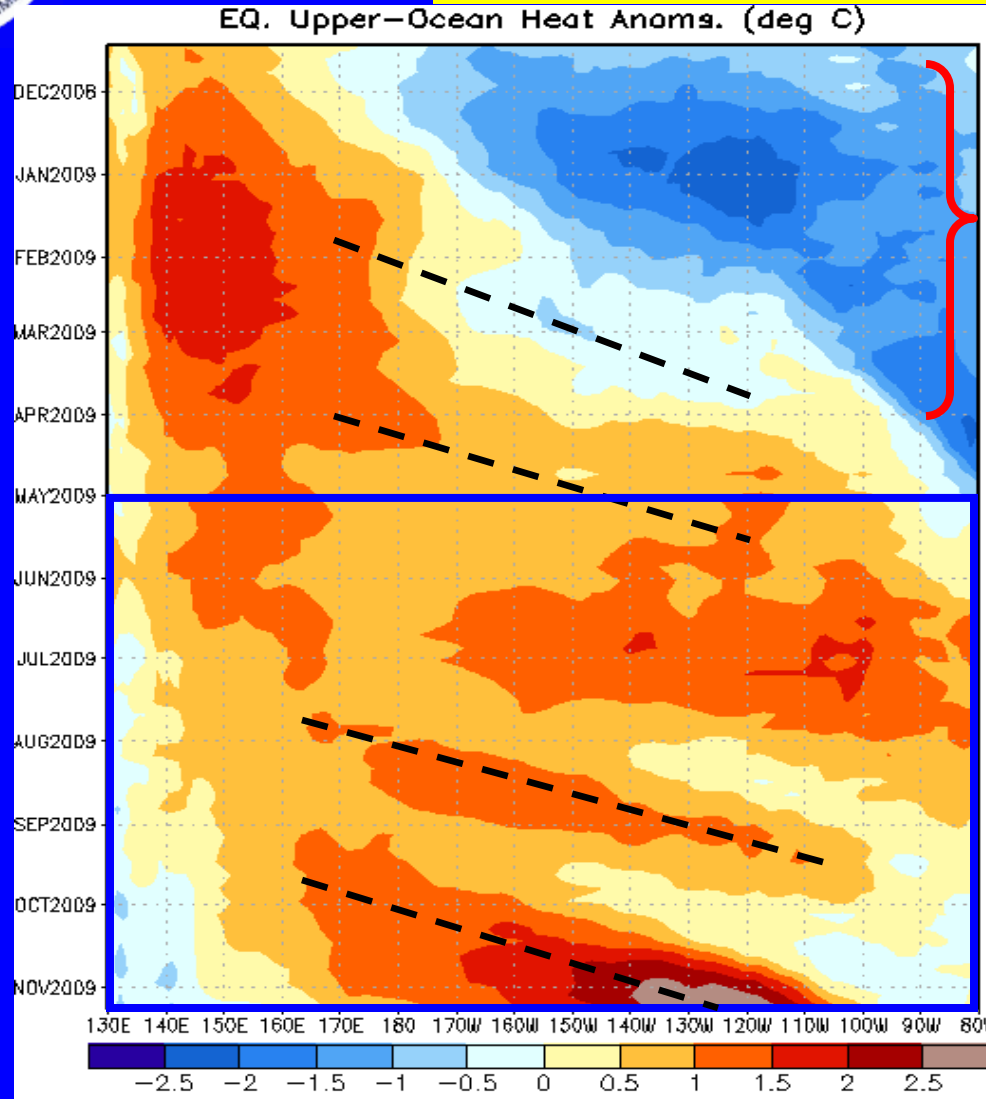 EQ. Upper-Ocean Heat Anoms. (deg C)
DEC2008
JAN2009
FEB2009
MAR2009
APR2009
MAY2009
JUN2009
JUL2009
AUG2009
SEP2009
OCT2009
NOV2009
130E 140E 150E 160E 170E 180 170W 160W 150W 140W 130W 120W 110W 100W 90W 80W
-2.5 -2 -1.5 -1 -0.5 0 0.5 1 1.5 2 2.5